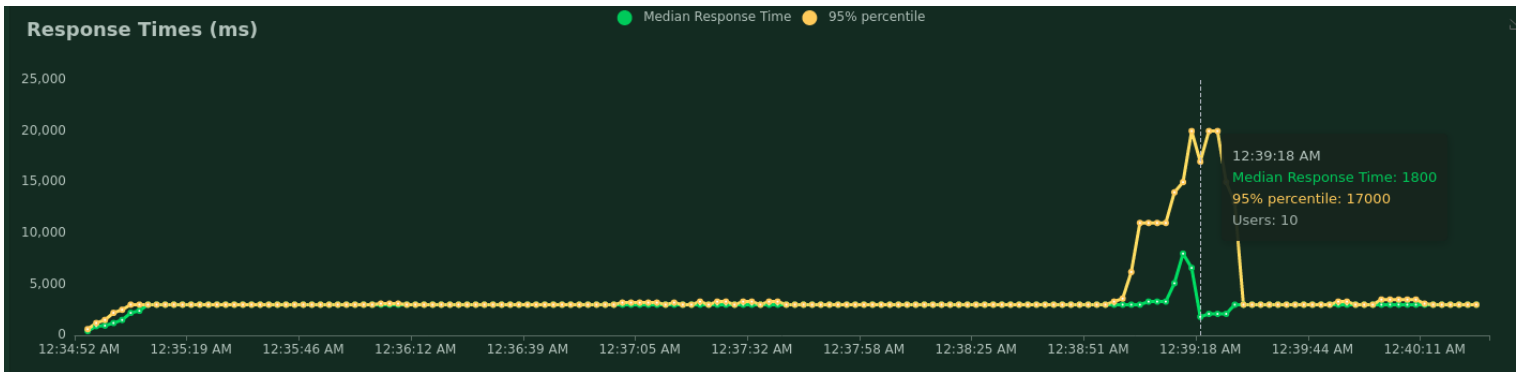 Response Times (ms)
Median Response Time 95% percentile
25,000
20,000
15,000
10,000
5,000
0
12:34:52 AM 12:35:19 AM 12:35:46 AM 12:36:12 AM 12:36:39 AM 12:37:05 AM 12:37:32 AM 12:37:58 AM 12:38:25 AM 12:38:51 AM 12:39:18 AM 12:39:44 AM 12:40:11 AM
12:39:18 AM
Median Response Time: 1800
95% percentile: 17000
Users: 10